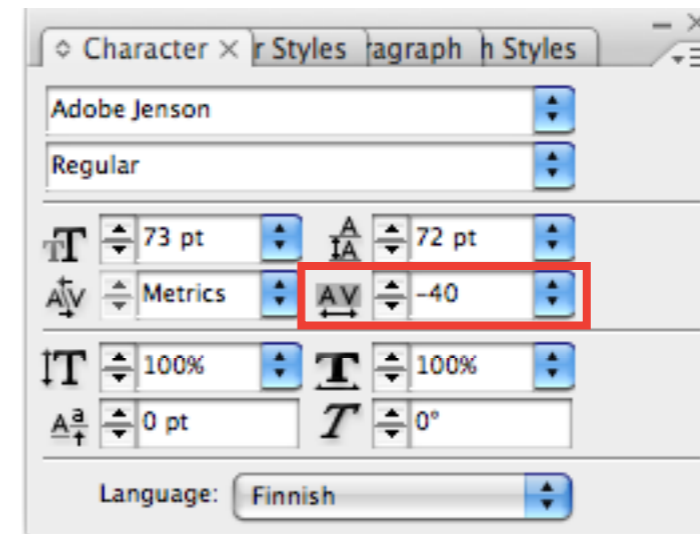 Character r Styles ragraph h Styles
Adobe Jenson
Regular
73 pt 72 pt
Metrics -40
100% 100%
0 pt 0°
Language: Finnish